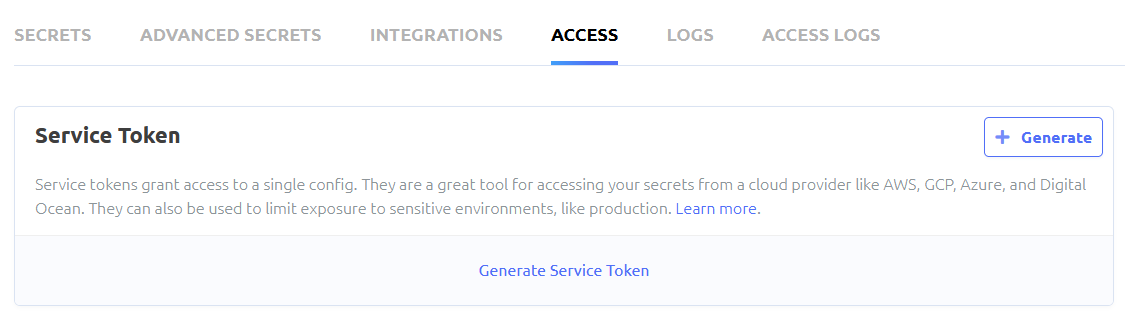 SECRETS ADVANCED SECRETS INTEGRATIONS ACCESS LOGS ACCESS LOGS
Service Token
+ Generate
Service tokens grant access to a single config. They are a great tool for accessing your secrets from a cloud provider like AWS, GCP, Azure, and Digital
Ocean. They can also be used to limit exposure to sensitive environments, like production. Learn more.
Generate Service Token